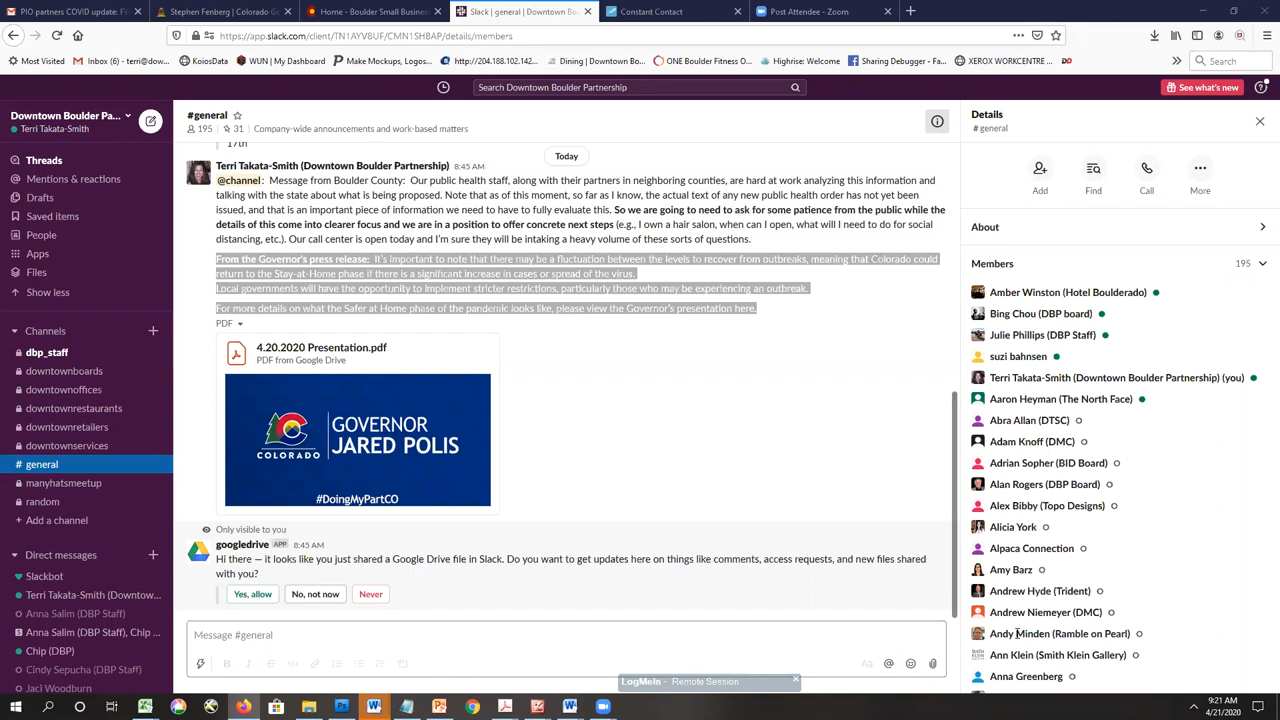 PIO partners COVID update: FW
Stephen Fenberg | Colorado Ge
Home - Boulder Small Business
Slack | general | Downtown Bo
Constant Contact
Post Attendee - Zoom
https://app.slack.com/client/TN1AYV8UF/CMN1SHBAP/details/members
Most Visited
Inbox (6) - terri@dow...
KoiosData
WUN | My Dashboard
Make Mockups, Logos...
http://204.188.102.142...
Dining | Downtown Bo...
ONE Boulder Fitness O...
Highrise: Welcome
Sharing Debugger - Fa...
XEROX WORKCENTRE ...
Search
Search Downtown Boulder Partnership
See what's new
Downtown Boulder Pa...
Terri Takata-Smith
Threads
Mentions & reactions
Drafts
Saved items
People
Apps
Files
Show less
Channels
dbp_staff
downtownboards
downtownoffices
downtownrestaurants
downtownretailers
downtownservices
# general
manyhatsmeetup
random
Add a channel
Direct messages
Slackbot
Terri Takata-Smith (Downtow...
Anna Salim (DBP Staff)
Anna Salim (DBP Staff), Chip ...
Chip (DBP)
Cindy Sepucha (DBP Staff)
Jaci Woodburn
#general
195 | 31 | Company-wide announcements and work-based matters
17th
Today
Terri Takata-Smith (Downtown Boulder Partnership) 8:45 AM
@channel: Message from Boulder County: Our public health staff, along with their partners in neighboring counties, are hard at work analyzing this information and
talking with the state about what is being proposed. Note that as of this moment, so far as I know, the actual text of any new public health order has not yet been
issued, and that is an important piece of information we need to have to fully evaluate this. So we are going to need to ask for some patience from the public while the
details of this come into clearer focus and we are in a position to offer concrete next steps (e.g., I own a hair salon, when can I open, what will I need to do for social
distancing, etc.). Our call center is open today and I'm sure they will be intaking a heavy volume of these sorts of questions.
From the Governor's press release: It's important to note that there may be a fluctuation between the levels to recover from outbreaks, meaning that Colorado could
return to the Stay-at-Home phase if there is a significant increase in cases or spread of the virus.
Local governments will have the opportunity to implement stricter restrictions, particularly those who may be experiencing an outbreak.
For more details on what the Safer at Home phase of the pandemic looks like, please view the Governor's presentation here.
PDF
4.20.2020 Presentation.pdf
PDF from Google Drive
COLORADO
GOVERNOR
JARED POLIS
#DoingMyPartCO
Only visible to you
googledrive APP 8:45 AM
Hi there — it looks like you just shared a Google Drive file in Slack. Do you want to get updates here on things like comments, access requests, and new files shared
with you?
Yes, allow
No, not now
Never
Message #general
LogMeIn - Remote Session
Details
# general
Add
Find
Call
More
About
Members 195
Amber Winston (Hotel Boulderado)
Bing Chou (DBP board)
Julie Phillips (DBP Staff)
suzi bahnsen
Terri Takata-Smith (Downtown Boulder Partnership) (you)
Aaron Heyman (The North Face)
Abra Allan (DTSC)
Adam Knoff (DMC)
Adrian Sopher (BID Board)
Alan Rogers (DBP Board)
Alex Bibby (Topo Designs)
Alicia York
Alpaca Connection
Amy Barz
Andrew Hyde (Trident)
Andrew Niemeyer (DMC)
Andy Minden (Ramble on Pearl)
Ann Klein (Smith Klein Gallery)
Anna Greenberg
9:21 AM
4/21/2020